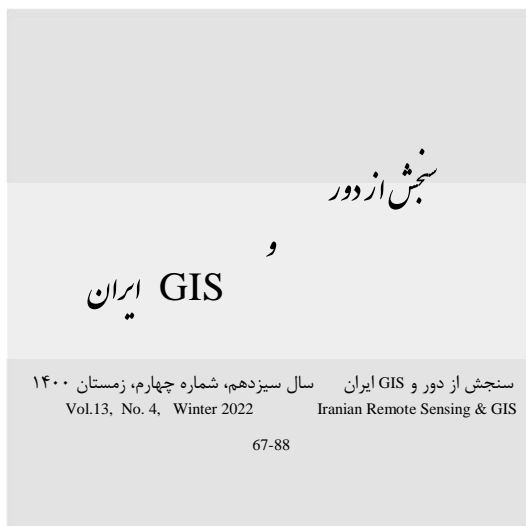 سنجش از دور
و
GIS ایران
سنجش از دور و GIS ایران سال سیزدهم، شماره چهارم، زمستان ۱۴۰۰
Vol.13, No. 4, Winter 2022 Iranian Remote Sensing & GIS
67-88